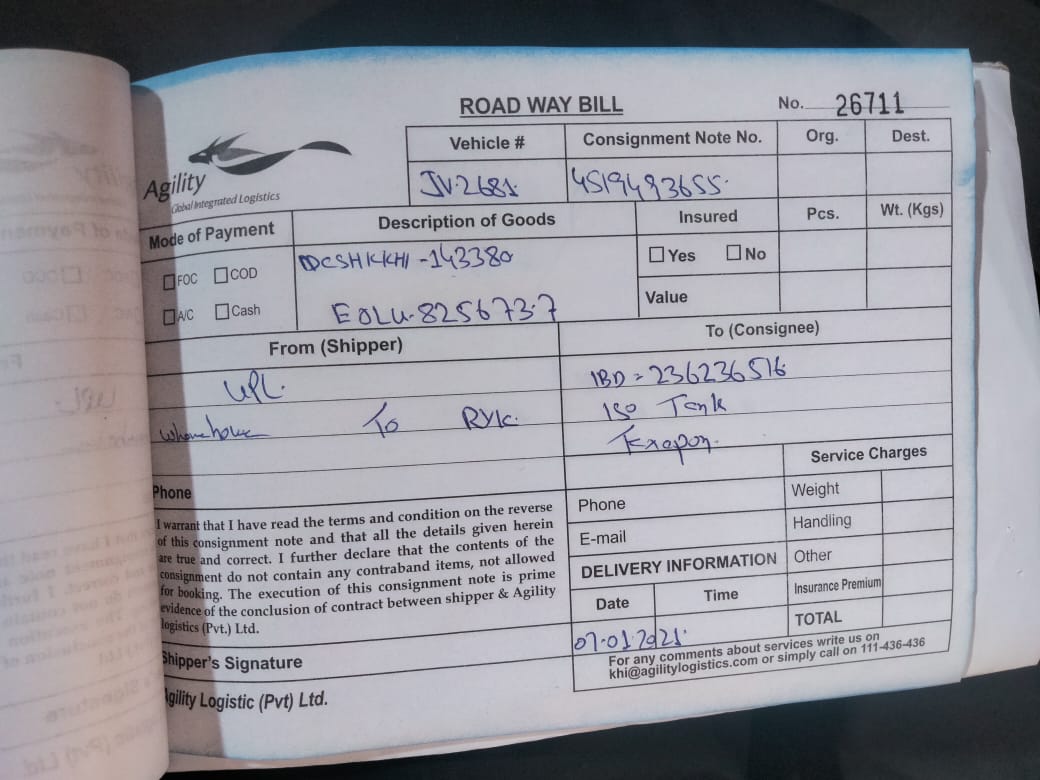 ROAD WAY BILL
No. 26711
Agility
Global Integrated Logistics
Vehicle #
Consignment Note No.
Org.
Dest.
JV-2681
4519493655
Mode of Payment
Description of Goods
Insured
Pcs.
Wt. (Kgs)
FOC
COD
A/C
Cash
-143380
EOLU-825673-7
Yes
No
Value
From (Shipper)
To (Consignee)
UPL
To RYK.
IBD = 236236516
ISO Tank
Phone
I warrant that I have read the terms and condition on the reverse
of this consignment note and that all the details given herein
are true and correct. I further declare that the contents of the
consignment do not contain any contraband items, not allowed
for booking. The execution of this consignment note is prime
evidence of the conclusion of contract between shipper & Agility
logistics (Pvt.) Ltd.
Shipper's Signature
Agility Logistic (Pvt) Ltd.
Phone
E-mail
DELIVERY INFORMATION
Date
Time
07-01-2021
Service Charges
Weight
Handling
Other
Insurance Premium
TOTAL
For any comments about services write us on
khi@agilitylogistics.com or simply call on 111-436-436